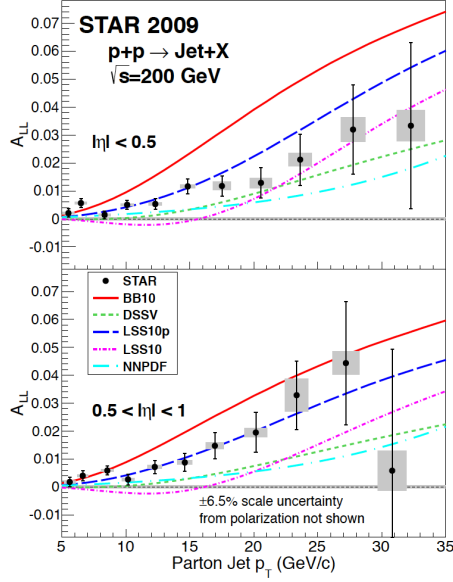 STAR 2009
p+p → Jet+X
√s=200 GeV
|η| < 0.5
A_LL
0.07
0.06
0.05
0.04
0.03
0.02
0.01
0
-0.01
STAR
BB10
DSSV
LSS10p
LSS10
NNPDF
0.5 < |η| < 1
A_LL
0.07
0.06
0.05
0.04
0.03
0.02
0.01
0
-0.01
±6.5% scale uncertainty
from polarization not shown
5 10 15 20 25 30 35
Parton Jet p_T (GeV/c)